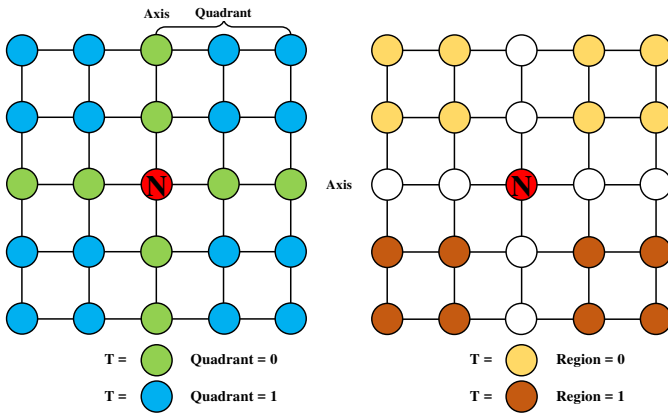 Axis Quadrant
N
Axis
N
T = Quadrant = 0
T = Quadrant = 1
T = Region = 0
T = Region = 1